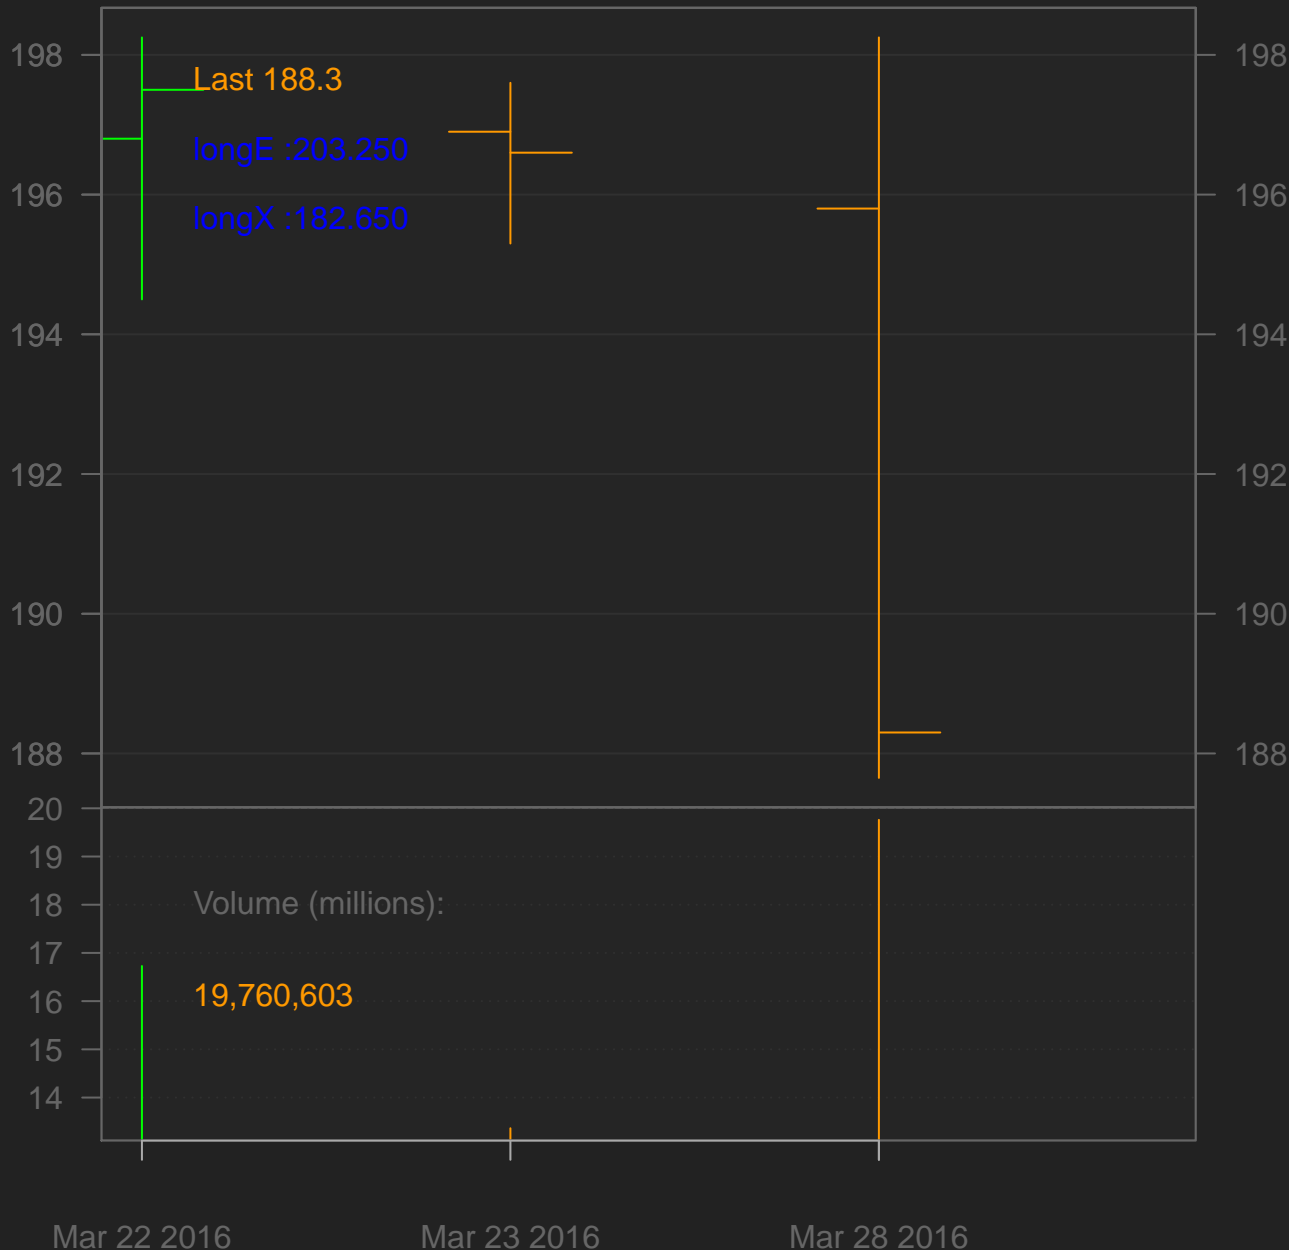 198 198
Last 188.3
longE :203.250
196 196
longX :182.650
194 194
192 192
190 190
188 188
20
19
18
Volume (millions):
17
16
19,760,603
15
14
Mar 22 2016 Mar 23 2016 Mar 28 2016